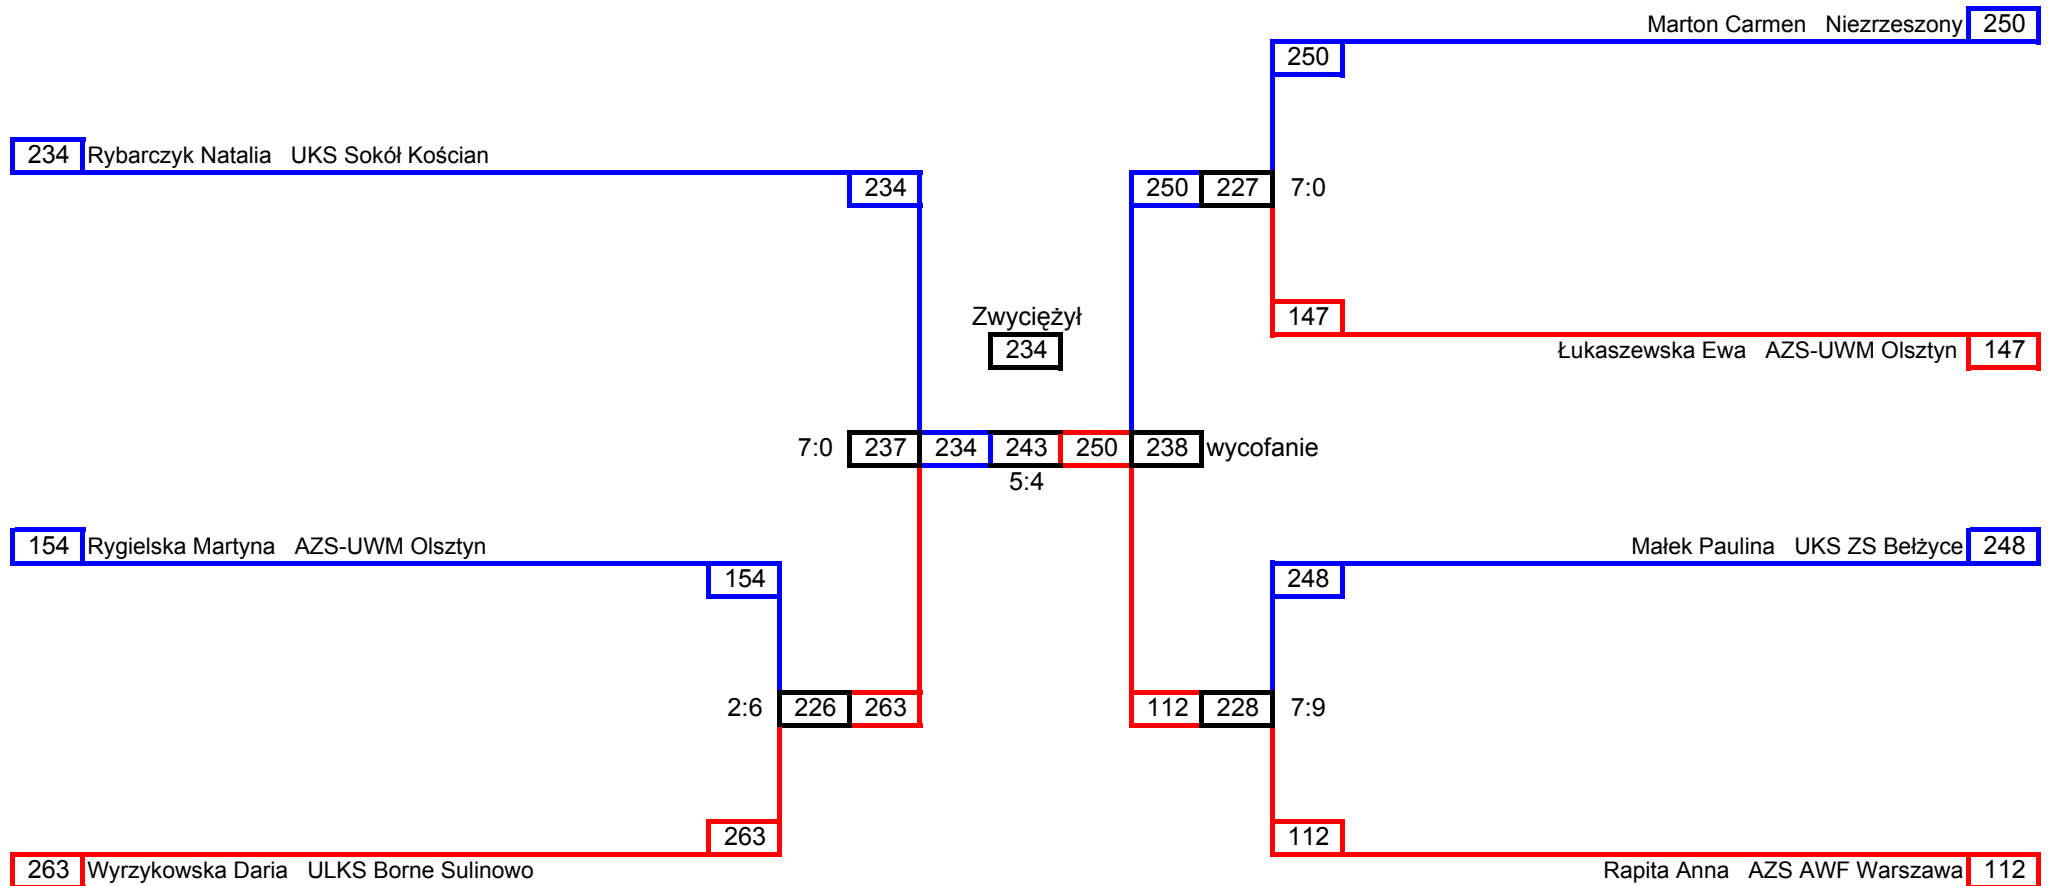 Marton Carmen Niezrzeszony 250
250
234 Rybarczyk Natalia UKS Sokół Kościan
234
250 227 7:0
Zwyciężył
234
147
Łukaszewska Ewa AZS-UWM Olsztyn 147
7:0 237 234 243 250 238 wycofanie
5:4
154 Rygielska Martyna AZS-UWM Olsztyn
Małek Paulina UKS ZS Bełżyce 248
154
248
2:6 226 263
112 228 7:9
263
112
263 Wyrzykowska Daria ULKS Borne Sulinowo
Rapita Anna AZS AWF Warszawa 112